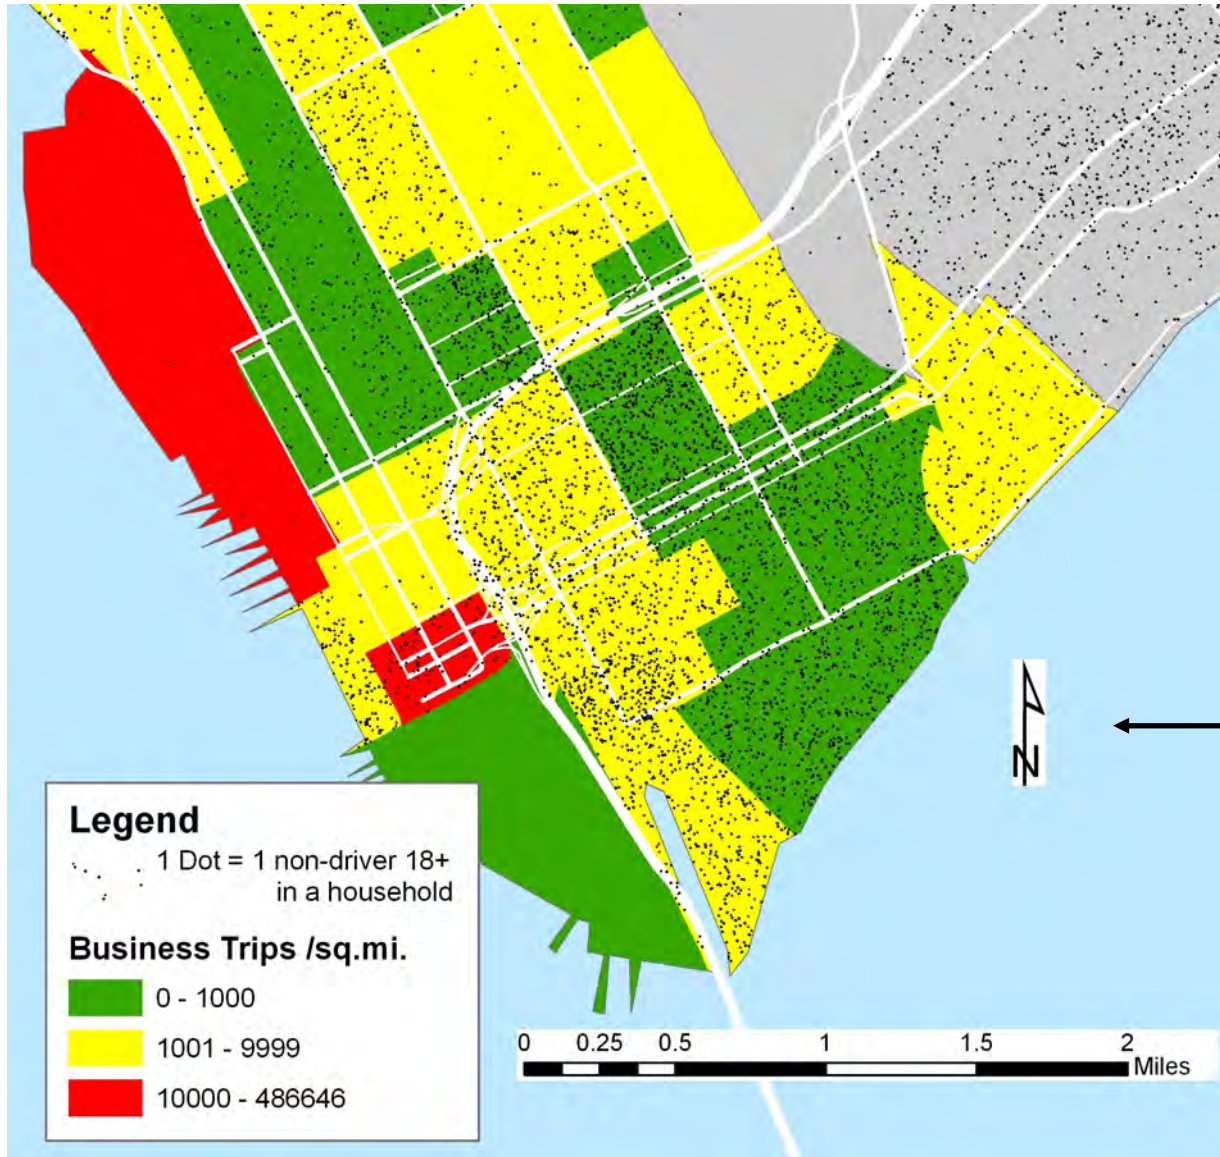 N
Legend
1 Dot = 1 non-driver 18+
in a household
Business Trips /sq.mi.
0 - 1000
1001 - 9999
10000 - 486646
0 0.25 0.5 1 1.5 2
Miles